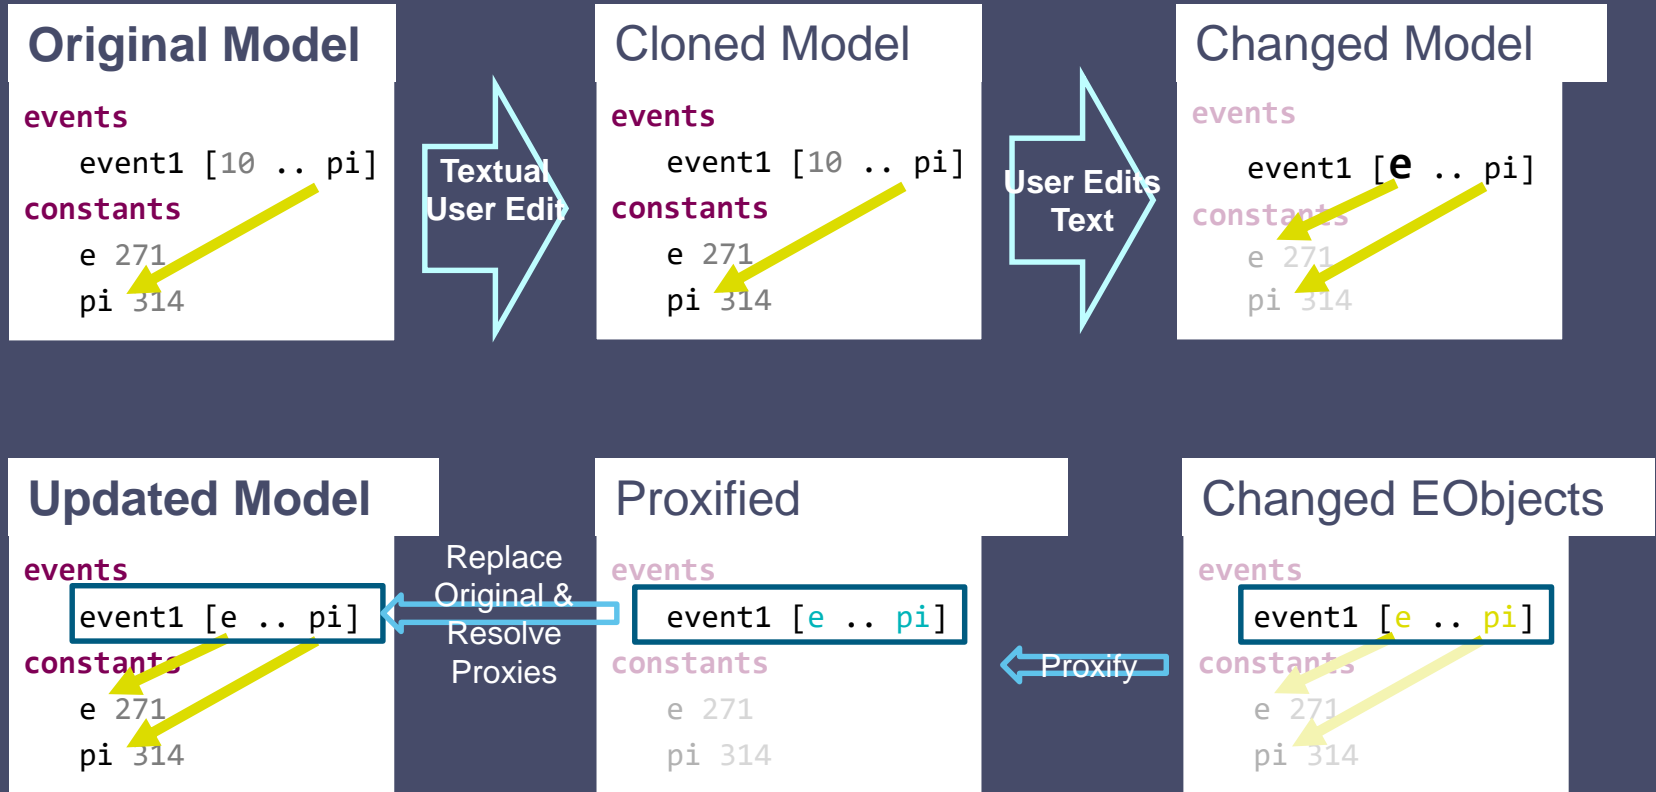 Original Model
events
event1 [10 .. pi]
constants
e 271
pi 314
Textual
User Edit
Cloned Model
events
event1 [10 .. pi]
constants
e 271
pi 314
User Edits
Text
Changed Model
events
event1 [e .. pi]
constants
e 271
pi 314
Updated Model
events
event1 [e .. pi]
constants
e 271
pi 314
Replace
Original &
Resolve
Proxies
Proxified
events
event1 [e .. pi]
constants
e 271
pi 314
Proxify
Changed EObjects
events
event1 [e .. pi]
constants
e 271
pi 314